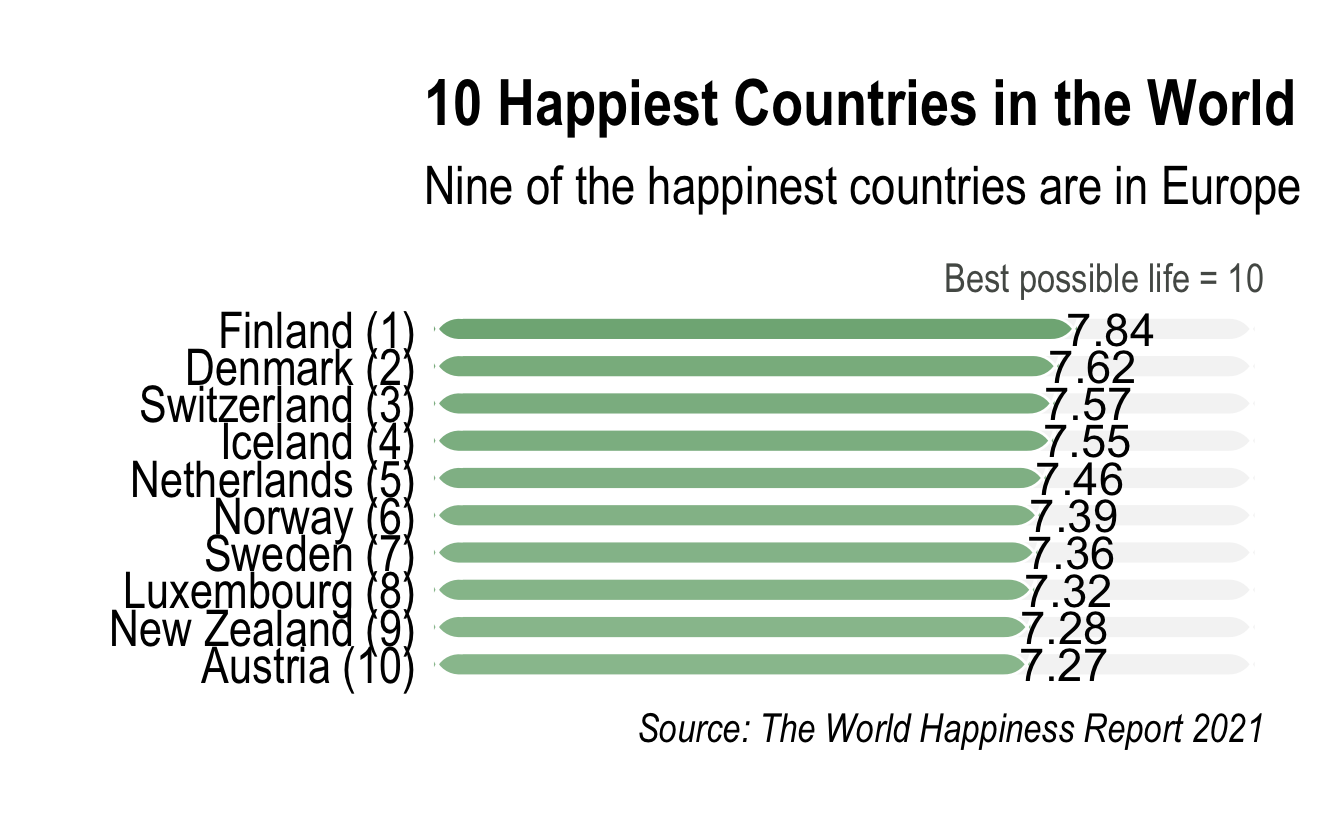 10 Happiest Countries in the World
Nine of the happinest countries are in Europe
Best possible life = 10
Finland (1) 7.84
Denmark (2) 7.62
Switzerland (3) 7.57
Iceland (4) 7.55
Netherlands (5) 7.46
Norway (6) 7.39
Sweden (7) 7.36
Luxembourg (8) 7.32
New Zealand (9) 7.28
Austria (10) 7.27
Source: The World Happiness Report 2021